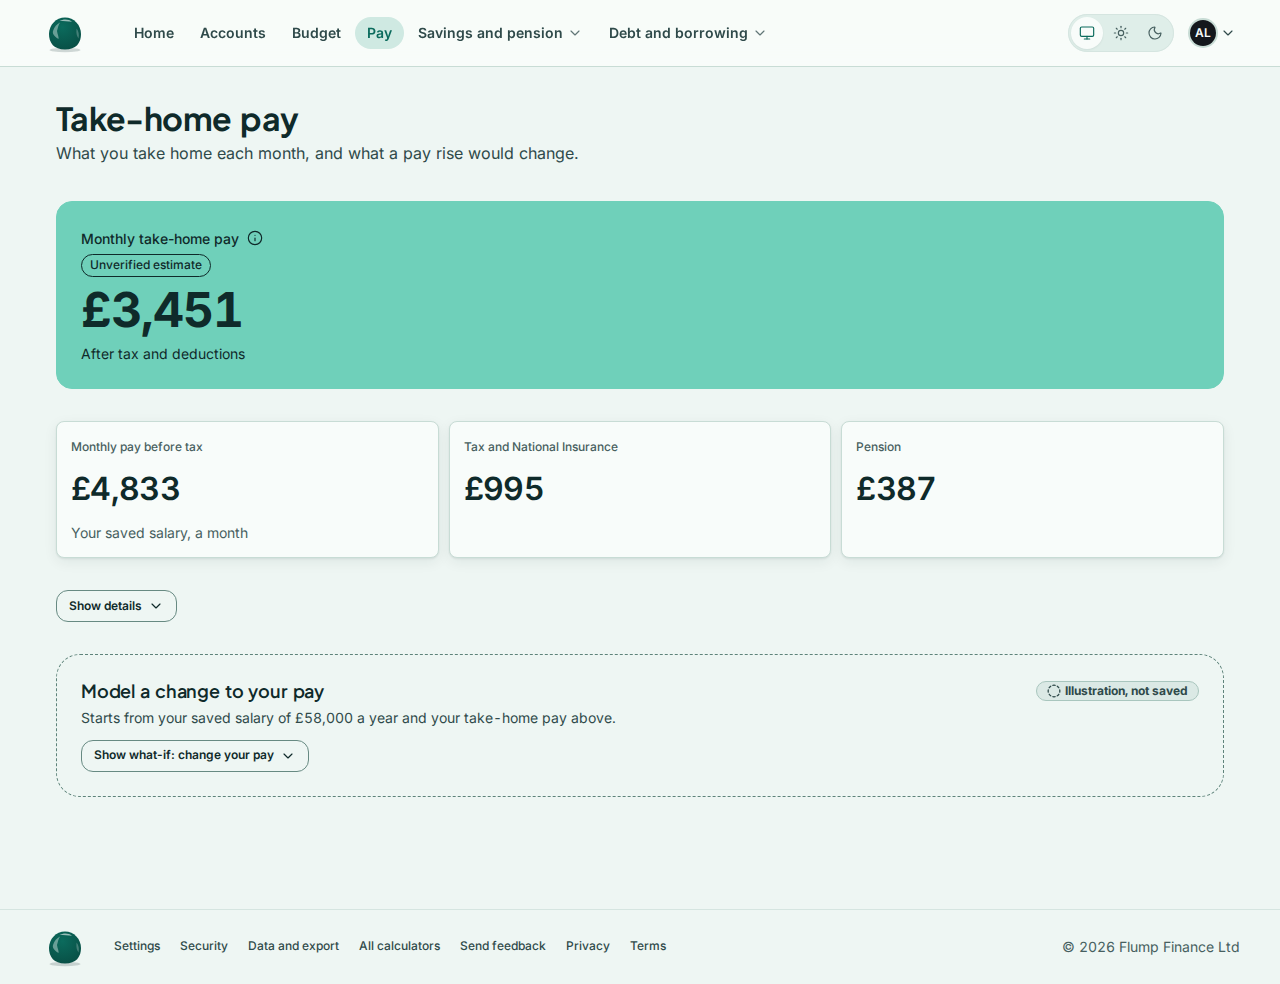 Home Accounts Budget Pay Savings and pension Debt and borrowing AL
Take-home pay
What you take home each month, and what a pay rise would change.
Monthly take-home pay
Unverified estimate
£3,451
After tax and deductions
Monthly pay before tax
£4,833
Your saved salary, a month
Tax and National Insurance
£995
Pension
£387
Show details
Model a change to your pay
Illustration, not saved
Starts from your saved salary of £58,000 a year and your take-home pay above.
Show what-if: change your pay
Settings Security Data and export All calculators Send feedback Privacy Terms © 2026 Flump Finance Ltd